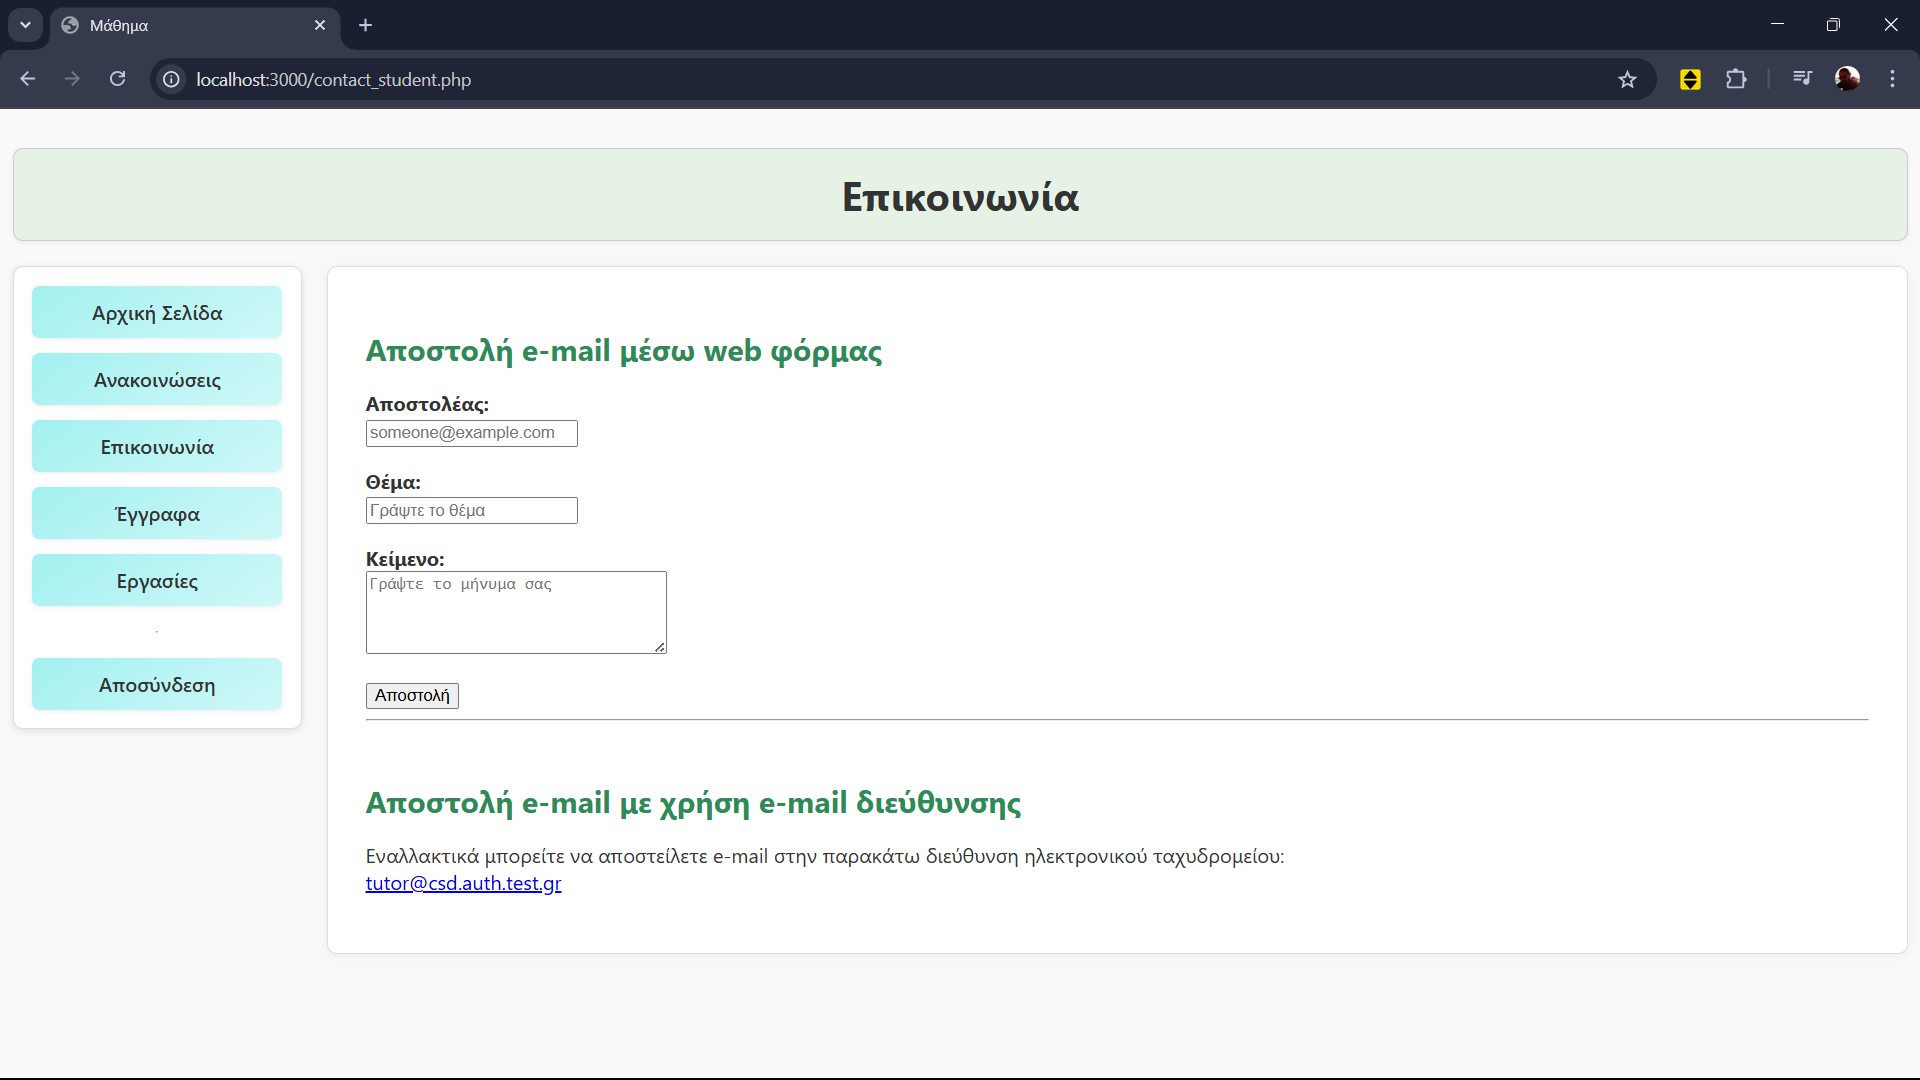 Μάθημα
localhost:3000/contact_student.php
Επικοινωνία
Αρχική Σελίδα
Ανακοινώσεις
Επικοινωνία
Έγγραφα
Εργασίες
.
Αποσύνδεση
Αποστολή e-mail μέσω web φόρμας
Αποστολέας:
someone@example.com
Θέμα:
Γράψτε το θέμα
Κείμενο:
Γράψτε το μήνυμα σας
Αποστολή
Αποστολή e-mail με χρήση e-mail διεύθυνσης
Εναλλακτικά μπορείτε να αποστείλετε e-mail στην παρακάτω διεύθυνση ηλεκτρονικού ταχυδρομείου:
tutor@csd.auth.test.gr